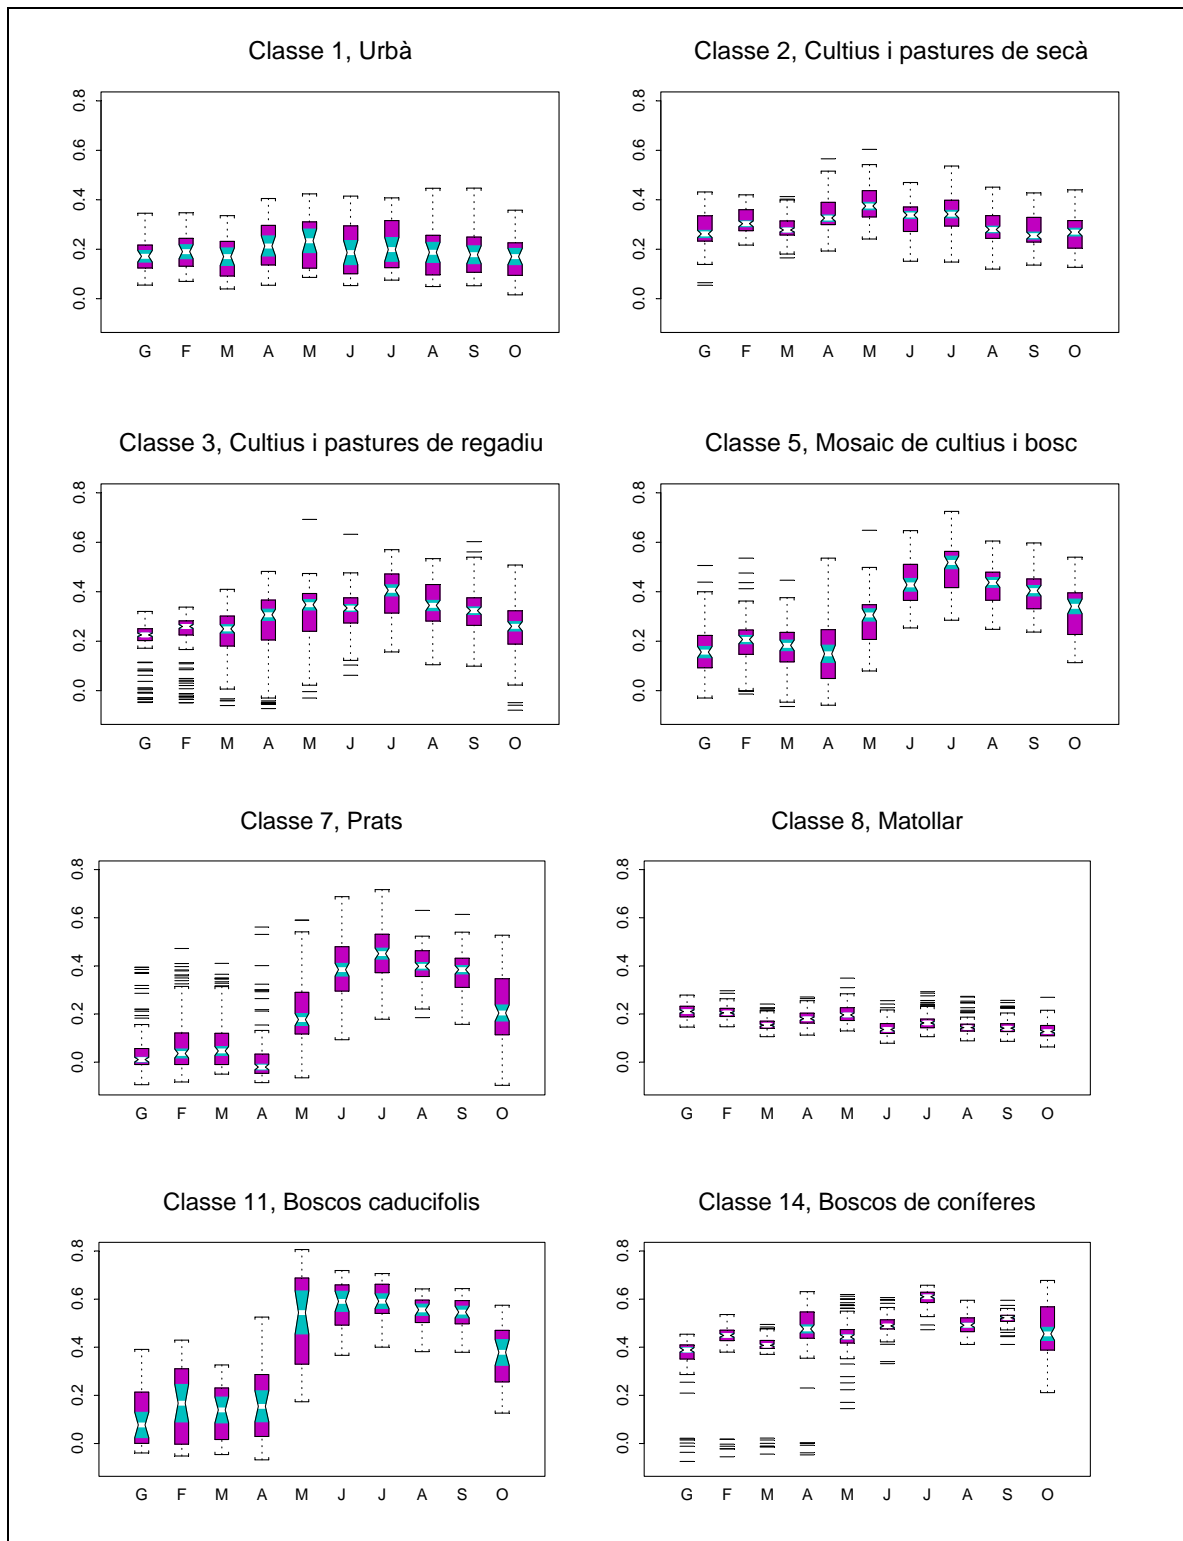 Classe 1, Urbà
0.0 0.2 0.4 0.6 0.8
G F M A M J J A S O
Classe 2, Cultius i pastures de secà
0.0 0.2 0.4 0.6 0.8
G F M A M J J A S O
Classe 3, Cultius i pastures de regadiu
0.0 0.2 0.4 0.6 0.8
G F M A M J J A S O
Classe 5, Mosaic de cultius i bosc
0.0 0.2 0.4 0.6 0.8
G F M A M J J A S O
Classe 7, Prats
0.0 0.2 0.4 0.6 0.8
G F M A M J J A S O
Classe 8, Matollar
0.0 0.2 0.4 0.6 0.8
G F M A M J J A S O
Classe 11, Boscos caducifolis
0.0 0.2 0.4 0.6 0.8
G F M A M J J A S O
Classe 14, Boscos de coníferes
0.0 0.2 0.4 0.6 0.8
G F M A M J J A S O